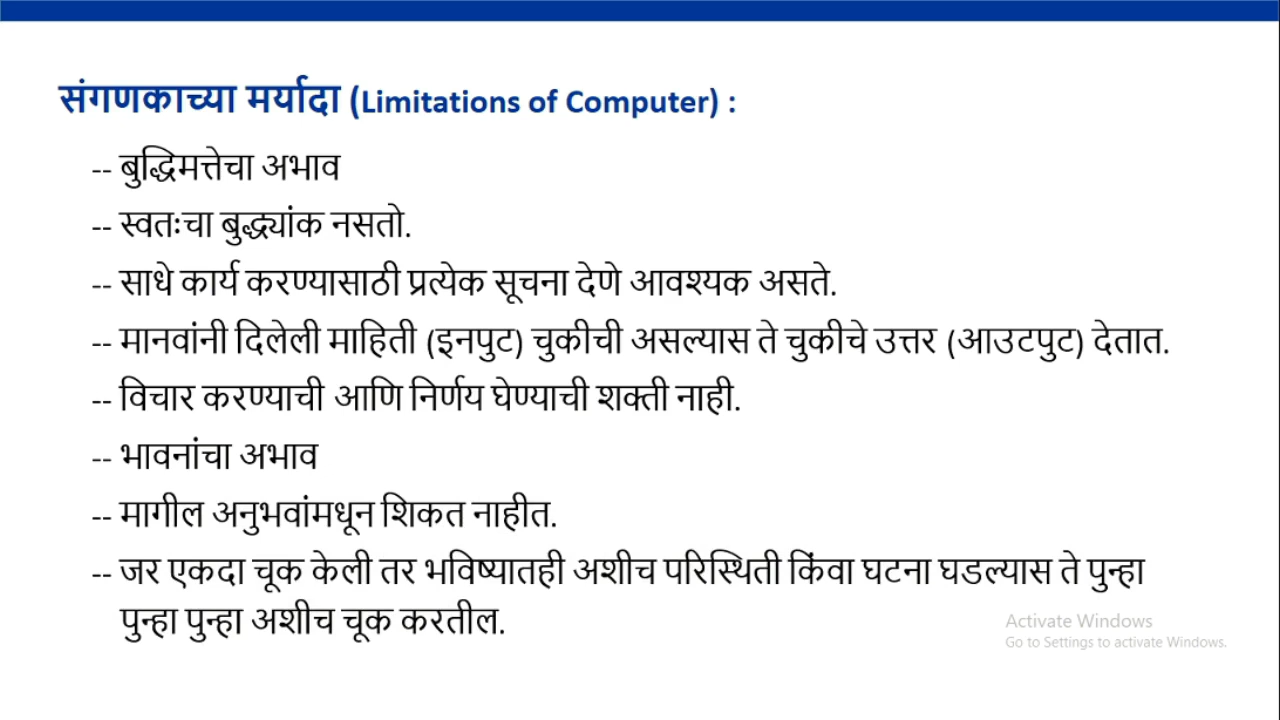 संगणकाच्या मर्यादा (Limitations of Computer) :
-- बुद्धिमत्तेचा अभाव
-- स्वतःचा बुद्ध्यांक नसतो.
-- साधे कार्य करण्यासाठी प्रत्येक सूचना देणे आवश्यक असते.
-- मानवांनी दिलेली माहिती (इनपुट) चुकीची असल्यास ते चुकीचे उत्तर (आउटपुट) देतात.
-- विचार करण्याची आणि निर्णय घेण्याची शक्ती नाही.
-- भावनांचा अभाव
-- मागील अनुभवांमधून शिकत नाहीत.
-- जर एकदा चूक केली तर भविष्यातही अशीच परिस्थिती किंवा घटना घडल्यास ते पुन्हा
पुन्हा पुन्हा अशीच चूक करतील.
Activate Windows
Go to Settings to activate Windows.